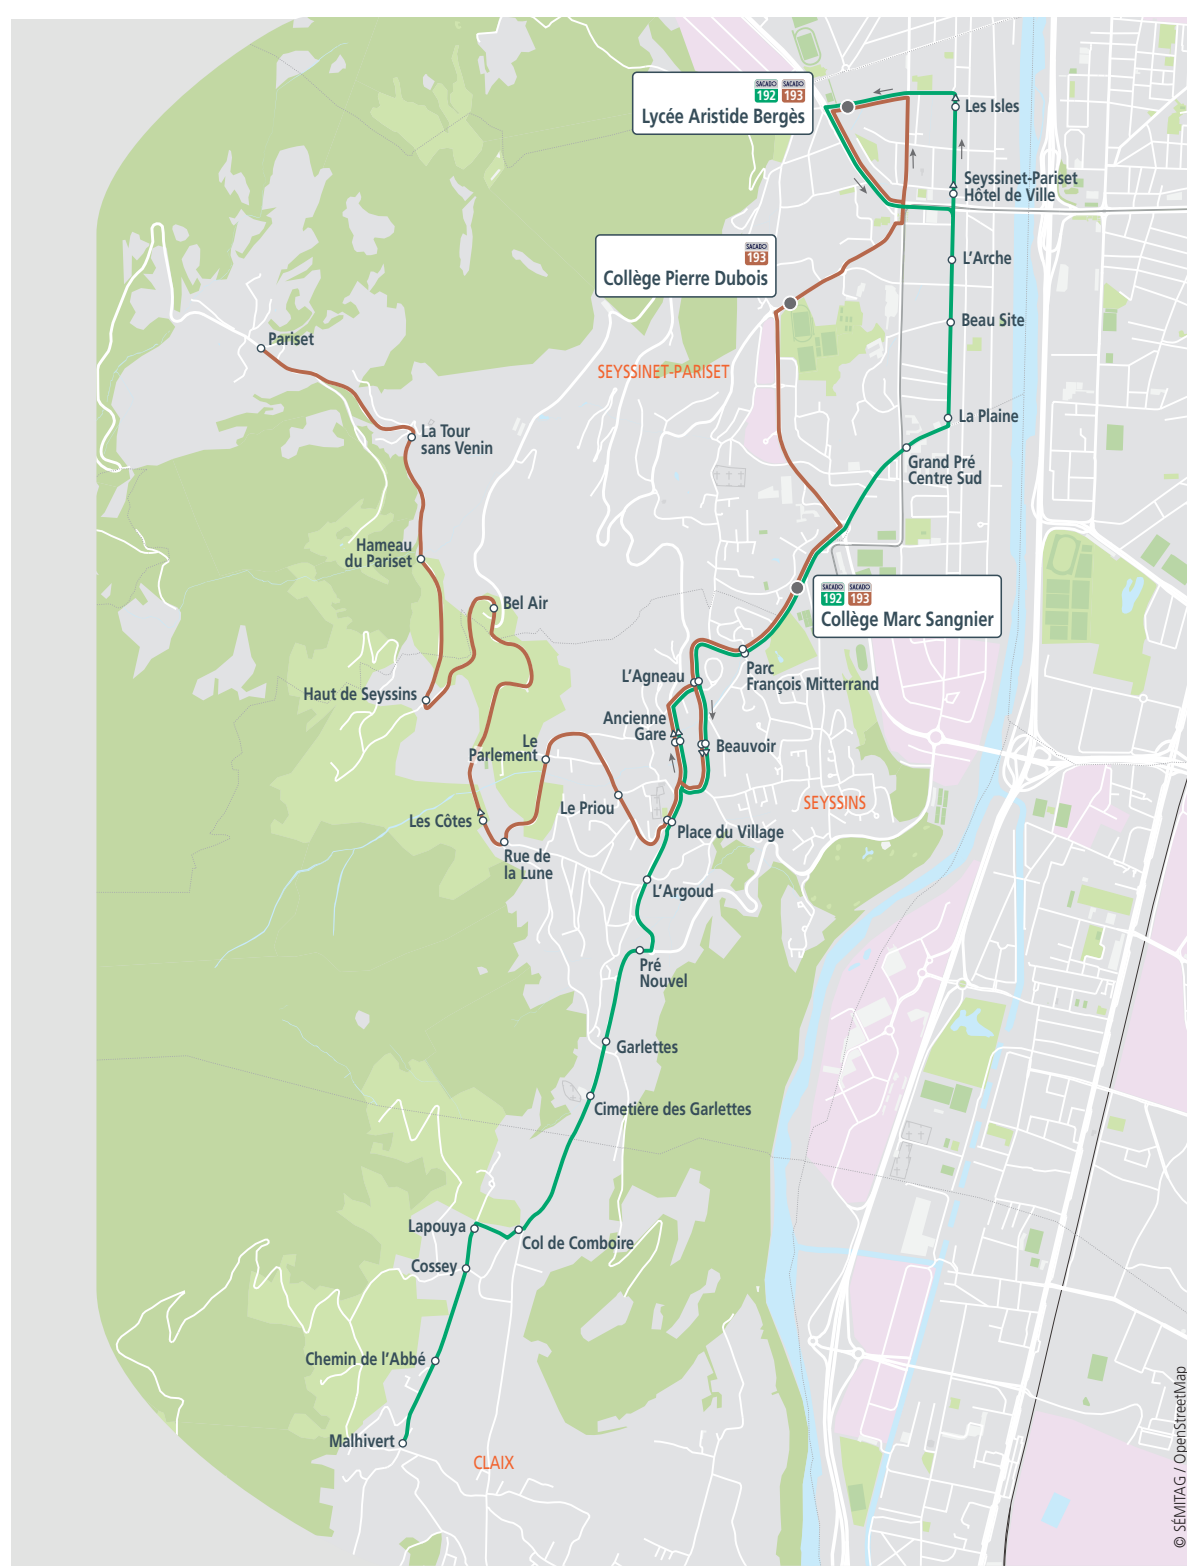 SACADO SACADO
192 193
Lycée Aristide Bergès
Les Isles
Seyssinet-Pariset
Hôtel de Ville
SACADO
193
Collège Pierre Dubois
L'Arche
Beau Site
Pariset
SEYSSINET-PARISET
La Plaine
La Tour
sans Venin
Grand Pré
Centre Sud
Hameau
du Pariset
Bel Air
SACADO SACADO
192 193
Collège Marc Sangnier
Parc
François Mitterrand
L'Agneau
Haut de Seyssins
Ancienne
Gare
Beauvoir
Le
Parlement
Le Priou
SEYSSINS
Les Côtes
Place du Village
Rue de
la Lune
L'Argoud
Pré
Nouvel
Garlettes
Cimetière des Garlettes
Lapouya
Col de Comboire
Cossey
Chemin de l'Abbé
Malhivert
CLAIX
© SÉMITAG / OpenStreetMap